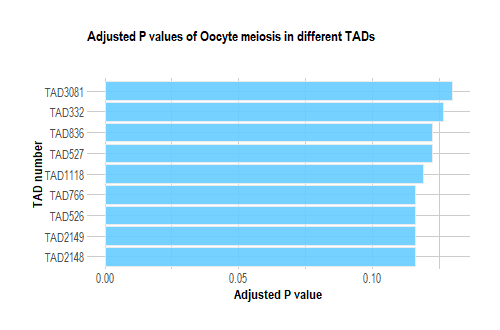 Adjusted P values of Oocyte meiosis in different TADs
TAD number
TAD3081
TAD332
TAD836
TAD527
TAD1118
TAD766
TAD526
TAD2149
TAD2148
0.00 0.05 0.10
Adjusted P value